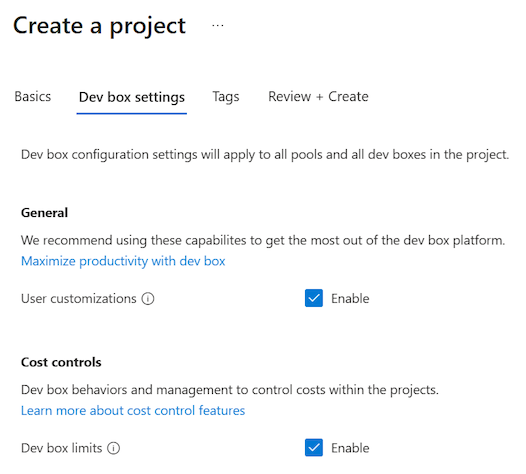 Create a project ...
Basics Dev box settings Tags Review + Create
Dev box configuration settings will apply to all pools and all dev boxes in the project.
General
We recommend using these capabilites to get the most out of the dev box platform.
Maximize productivity with dev box
User customizations Enable
Cost controls
Dev box behaviors and management to control costs within the projects.
Learn more about cost control features
Dev box limits Enable